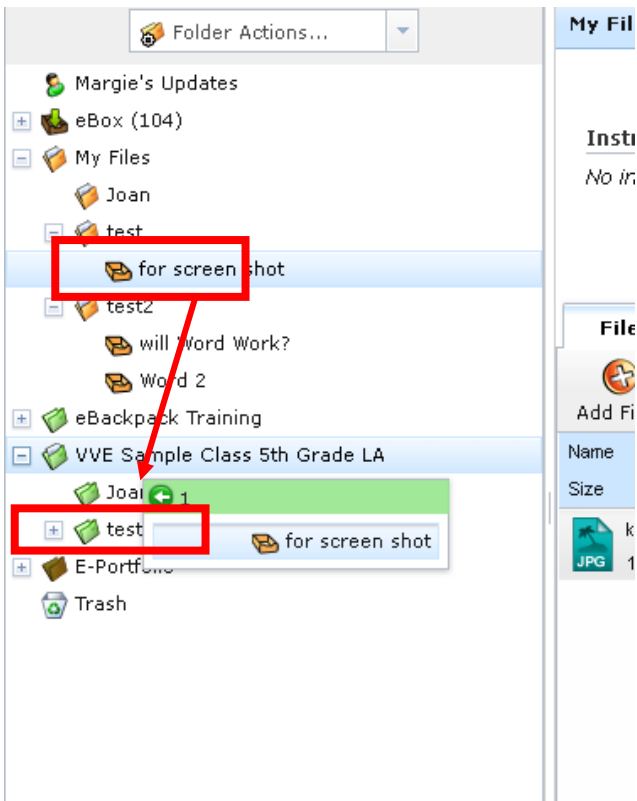 Folder Actions...
My Fil
Margie's Updates
eBox (104)
My Files
Joan
test
for screen shot
test2
will Word Work?
Word 2
eBackpack Training
VVE Sample Class 5th Grade LA
Joan
1
test
for screen shot
E-Portfolio
Trash
Instr
No in
File
Add Fi
Name
Size
k
JPG 1